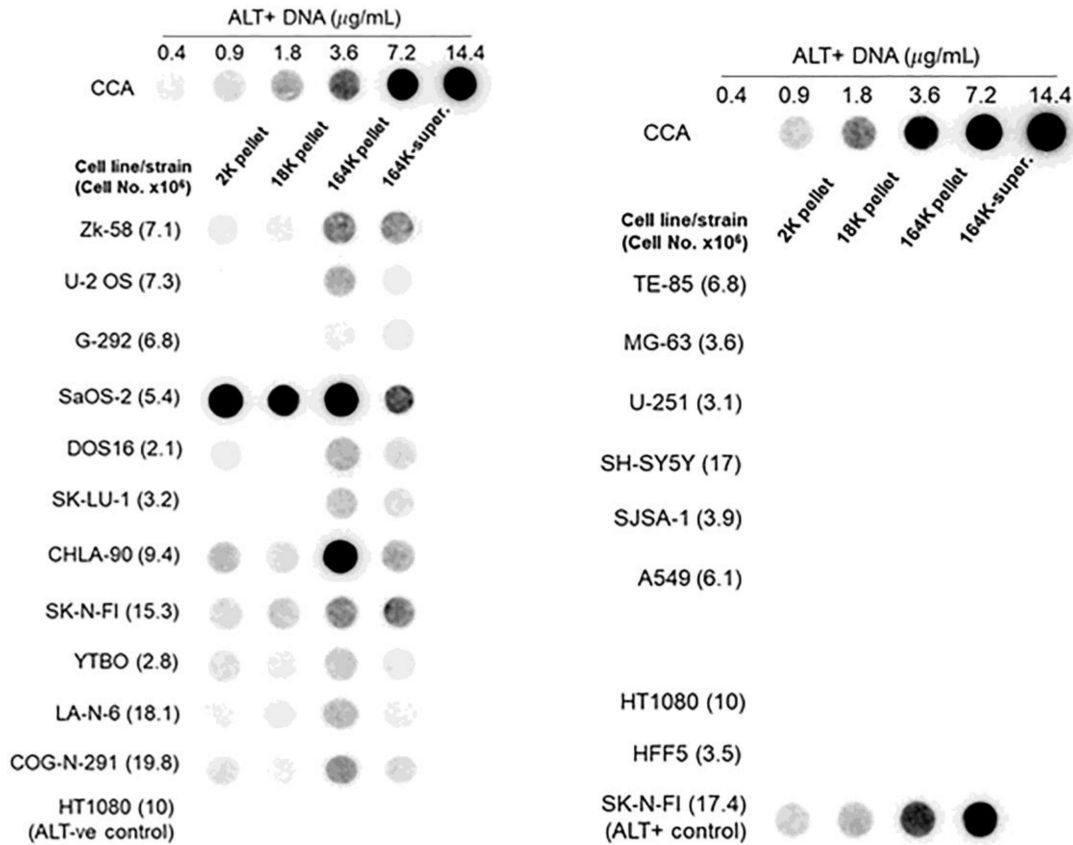 ALT+ DNA (µg/mL)
0.4 0.9 1.8 3.6 7.2 14.4
CCA
2K pellet 18K pellet 164K pellet 164K-super.
Cell line/strain
(Cell No. x10⁶)
Zk-58 (7.1)
U-2 OS (7.3)
G-292 (6.8)
SaOS-2 (5.4)
DOS16 (2.1)
SK-LU-1 (3.2)
CHLA-90 (9.4)
SK-N-FI (15.3)
YTBO (2.8)
LA-N-6 (18.1)
COG-N-291 (19.8)
HT1080 (10)
(ALT-ve control)
ALT+ DNA (µg/mL)
0.4 0.9 1.8 3.6 7.2 14.4
CCA
2K pellet 18K pellet 164K pellet 164K-super.
Cell line/strain
(Cell No. x10⁶)
TE-85 (6.8)
MG-63 (3.6)
U-251 (3.1)
SH-SY5Y (17)
SJSA-1 (3.9)
A549 (6.1)
HT1080 (10)
HFF5 (3.5)
SK-N-FI (17.4)
(ALT+ control)